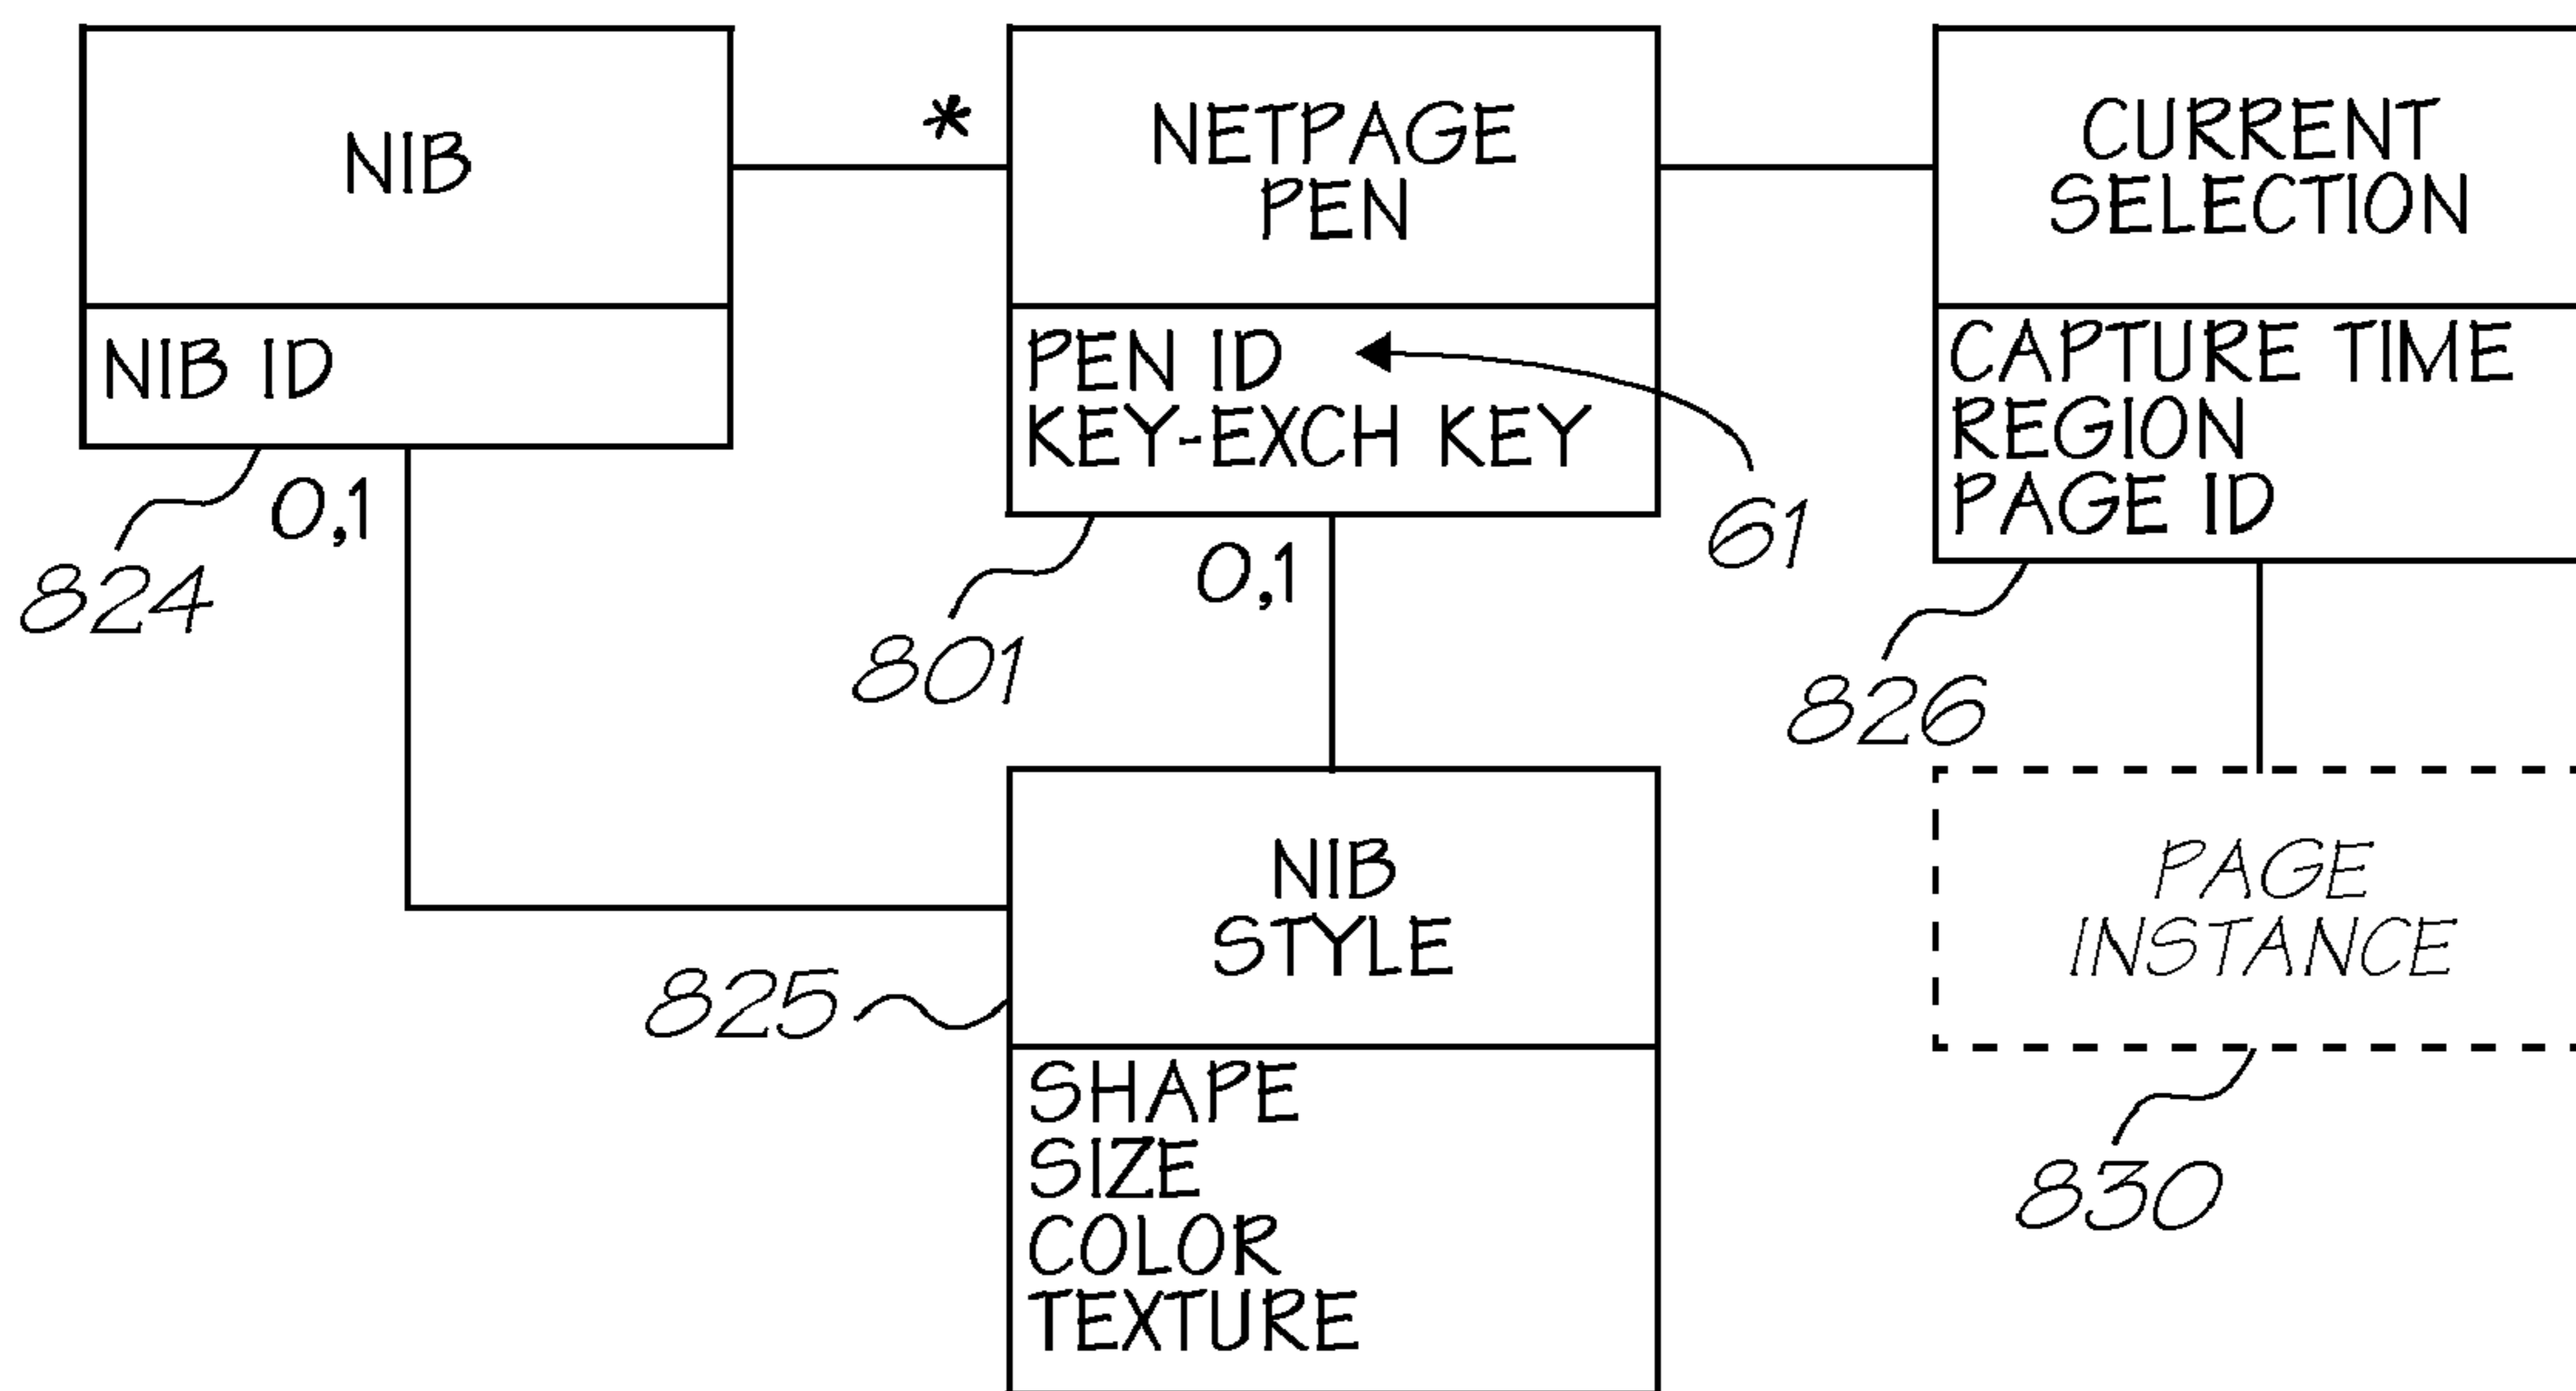 NIB
*
NETPAGE
PEN
CURRENT
SELECTION
NIB ID
PEN ID
KEY-EXCH KEY
CAPTURE TIME
REGION
PAGE ID
0,1
824
0,1
801
61
826
NIB
STYLE
825
SHAPE
SIZE
COLOR
TEXTURE
PAGE
INSTANCE
830